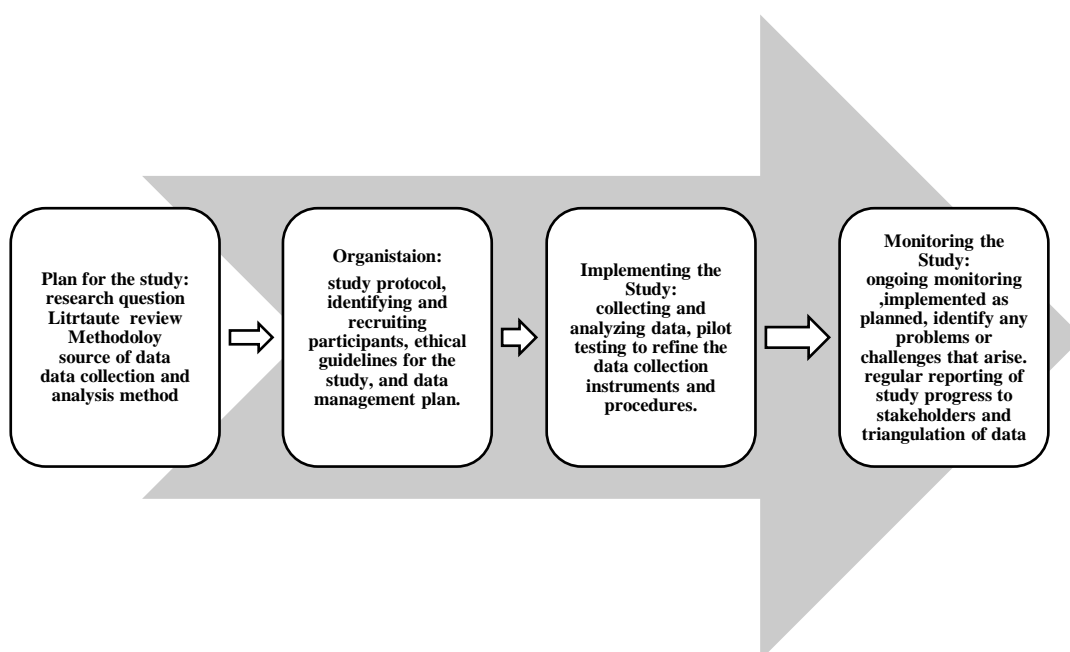 Plan for the study:
research question
Litrtaute review
Methodoloy
source of data
data collection and
analysis method
Organistaion:
study protocol,
identifying and
recruiting
participants, ethical
guidelines for the
study, and data
management plan.
Implementing the
Study:
collecting and
analyzing data, pilot
testing to refine the
data collection
instruments and
procedures.
Monitoring the
Study:
ongoing monitoring
,implemented as
planned, identify any
problems or
challenges that arise.
regular reporting of
study progress to
stakeholders and
triangulation of data